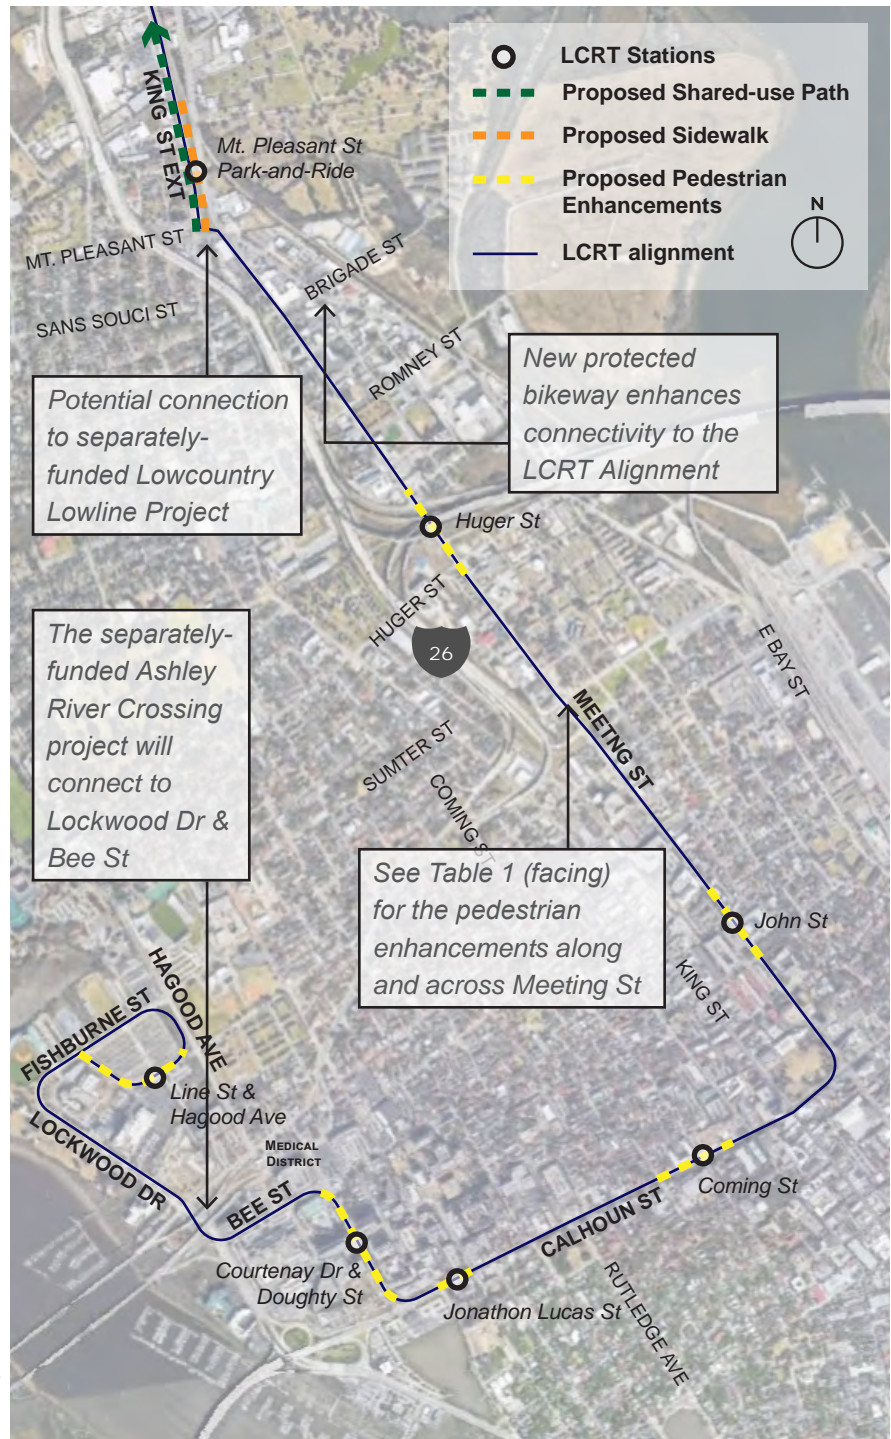 LCRT Stations
Proposed Shared-use Path
Proposed Sidewalk
Proposed Pedestrian
Enhancements
LCRT alignment
N
KING ST EXT
Mt. Pleasant St
Park-and-Ride
MT. PLEASANT ST
BRIGADE ST
SANS SOUCI ST
ROMNEY ST
Potential connection
to separately-
funded Lowcountry
Lowline Project
New protected
bikeway enhances
connectivity to the
LCRT Alignment
Huger St
HUGER ST
26
The separately-
funded Ashley
River Crossing
project will
connect to
Lockwood Dr &
Bee St
E BAY ST
MEETNG ST
SUMTER ST
COMING ST
See Table 1 (facing)
for the pedestrian
enhancements along
and across Meeting St
John St
KING ST
HAGOOD AVE
FISHBURNE ST
Line St &
Hagood Ave
LOCKWOOD DR
MEDICAL
DISTRICT
BEE ST
Coming St
CALHOUN ST
Courtenay Dr &
Doughty St
Jonathon Lucas St
RUTLEDGE AVE